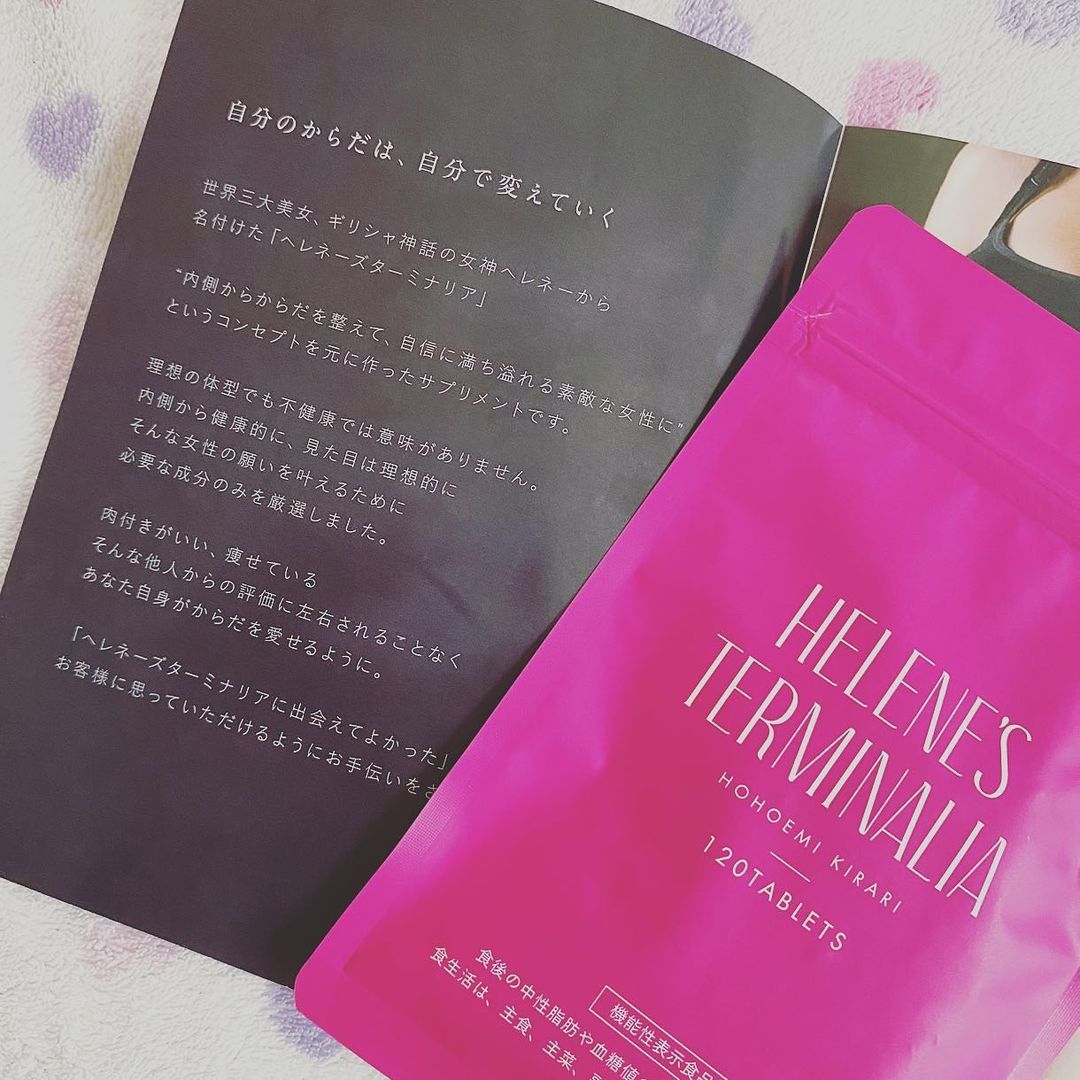 自分のからだは、自分で変えていく
世界三大美女、ギリシャ神話の女神ヘレネーから
名付けた「ヘレネーズターミナリア」
“内側からからだを整えて、自信に満ち溢れる素敵な女性に”
というコンセプトを元に作ったサプリメントです。
理想の体型でも不健康では意味がありません。
内側から健康的に、見た目は理想的に
そんな女性の願いを叶えるために
必要な成分のみを厳選しました。
肉付きがいい、痩せている
そんな他人からの評価に左右されることなく
あなた自身がからだを愛せるように。
「ヘレネーズターミナリアに出会えてよかった」
お客様に思っていただけるようにお手伝いをさ
HELENE'S
TERMINALIA
HOHOEMI KIRARI
120TABLETS
機能性表示食品
食後の中性脂肪や血糖値
食生活は、主食、主菜、